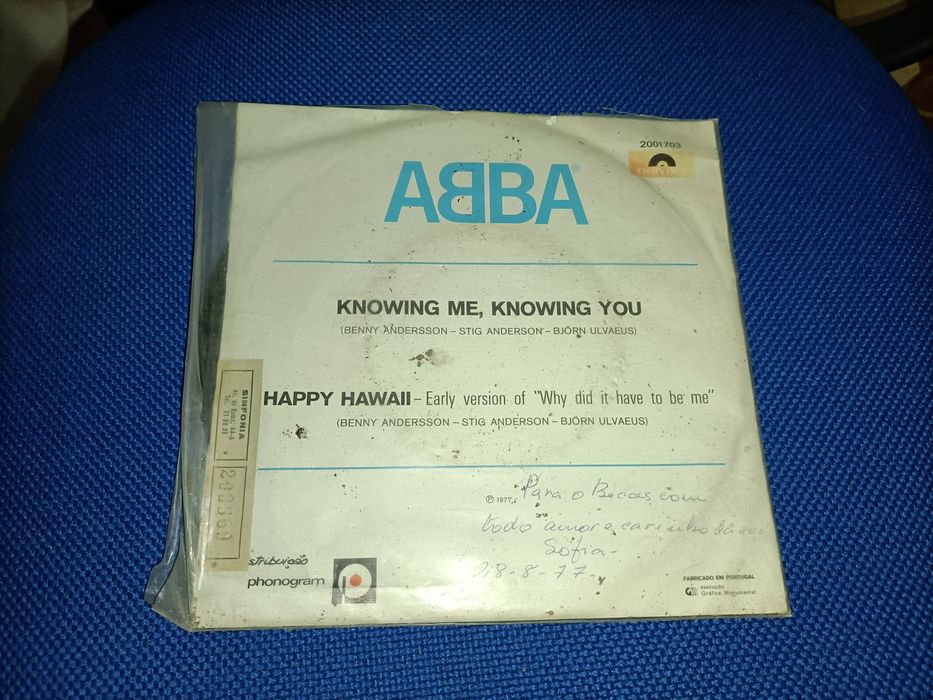 2001703
ABBA®
KNOWING ME, KNOWING YOU
(BENNY ANDERSSON – STIG ANDERSON – BJÖRN ULVAEUS)
HAPPY HAWAII – Early version of "Why did it have to be me"
(BENNY ANDERSSON – STIG ANDERSON – BJÖRN ULVAEUS)
SINFONIA
℗ 1977, Para o Becas com
todo amor e carinho
Sofia-
28-8-77-
stribuição
phonogram
FABRICADO EM PORTUGAL
execução
Gráfica Monumental